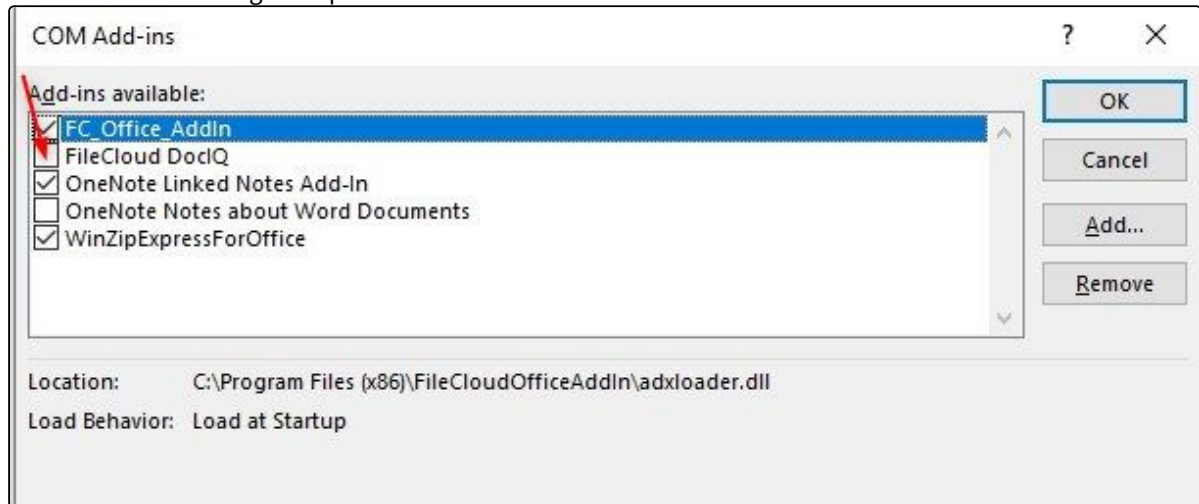 COM Add-ins ? X
Add-ins available:
FC_Office_AddIn
FileCloud DocIQ
OneNote Linked Notes Add-In
OneNote Notes about Word Documents
WinZipExpressForOffice
OK
Cancel
Add...
Remove
Location: C:\Program Files (x86)\FileCloudOfficeAddIn\adxloader.dll
Load Behavior: Load at Startup